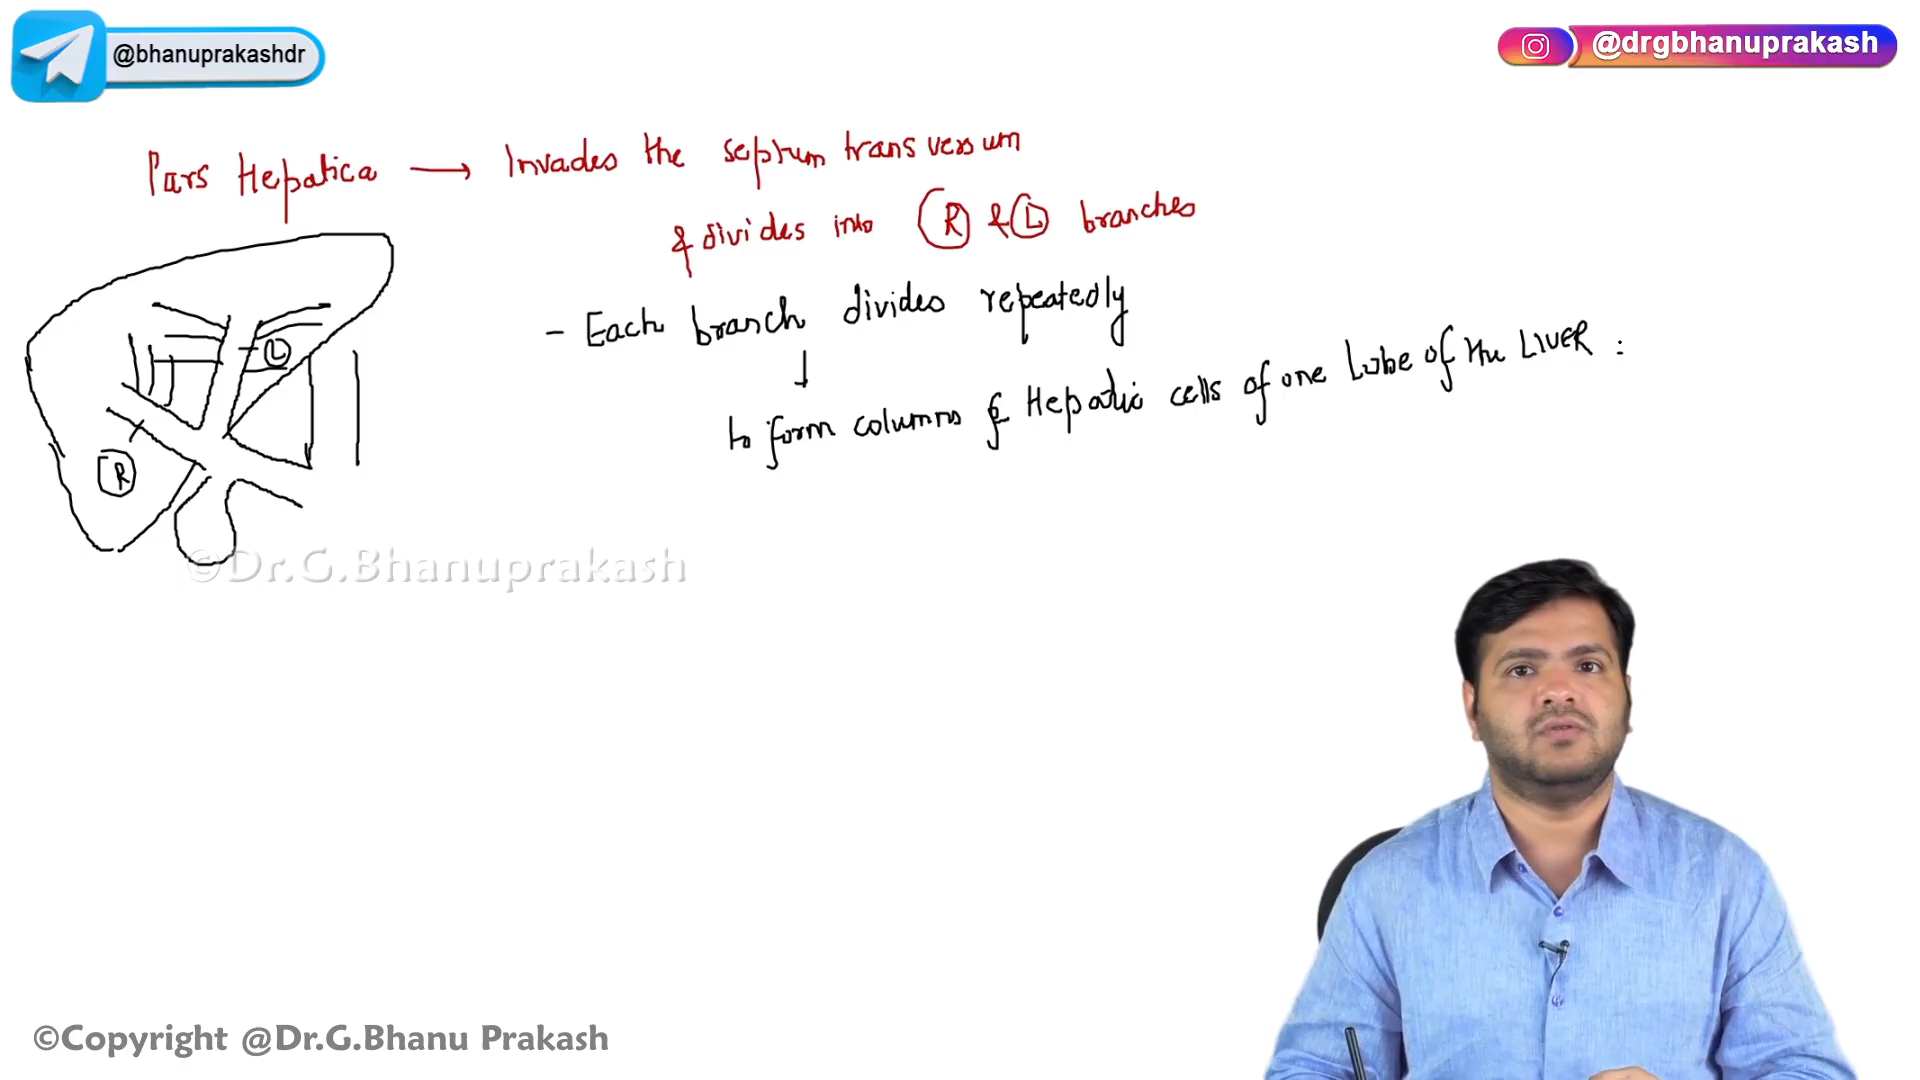 @bhanuprakashdr
@drgbhanuprakash
Pars Hepatica → Invades the septum transversum
& divides into R & L branches
- Each branch divides repeatedly
↓
to form columns of Hepatic cells of one Lobe of the LIVER :
L
R
©Dr.G.Bhanuprakash
©Copyright @Dr.G.Bhanu Prakash